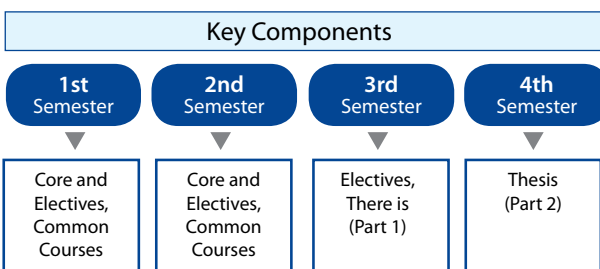 Key Components
1st
Semester
2nd
Semester
3rd
Semester
4th
Semester
Core and
Electives,
Common
Courses
Core and
Electives,
Common
Courses
Electives,
There is
(Part 1)
Thesis
(Part 2)